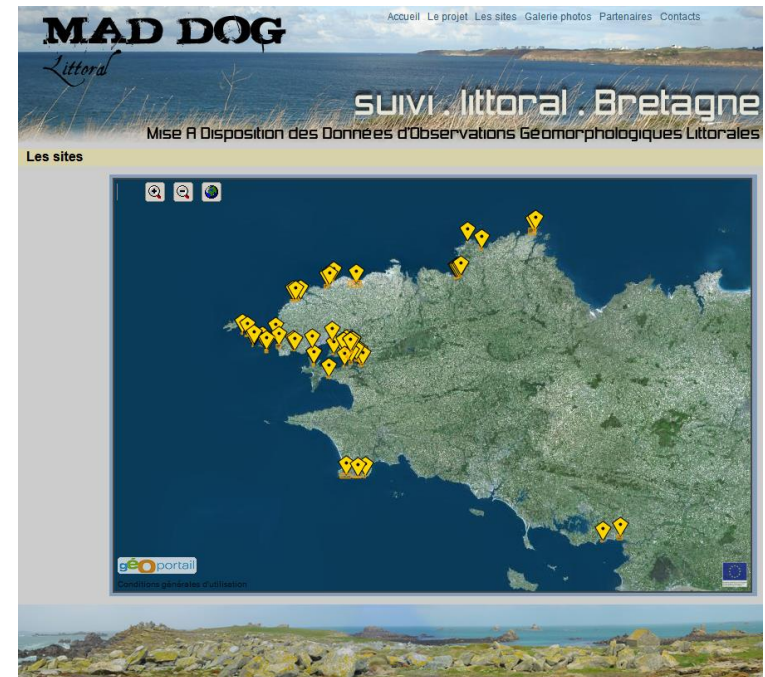 MAD DOG
Littoral
Accueil Le projet Les sites Galerie photos Partenaires Contacts
suivi . littoral . Bretagne
Mise A Disposition des Données d'Observations Géomorphologiques Littorales
Les sites
géoportail
Conditions générales d'utilisation